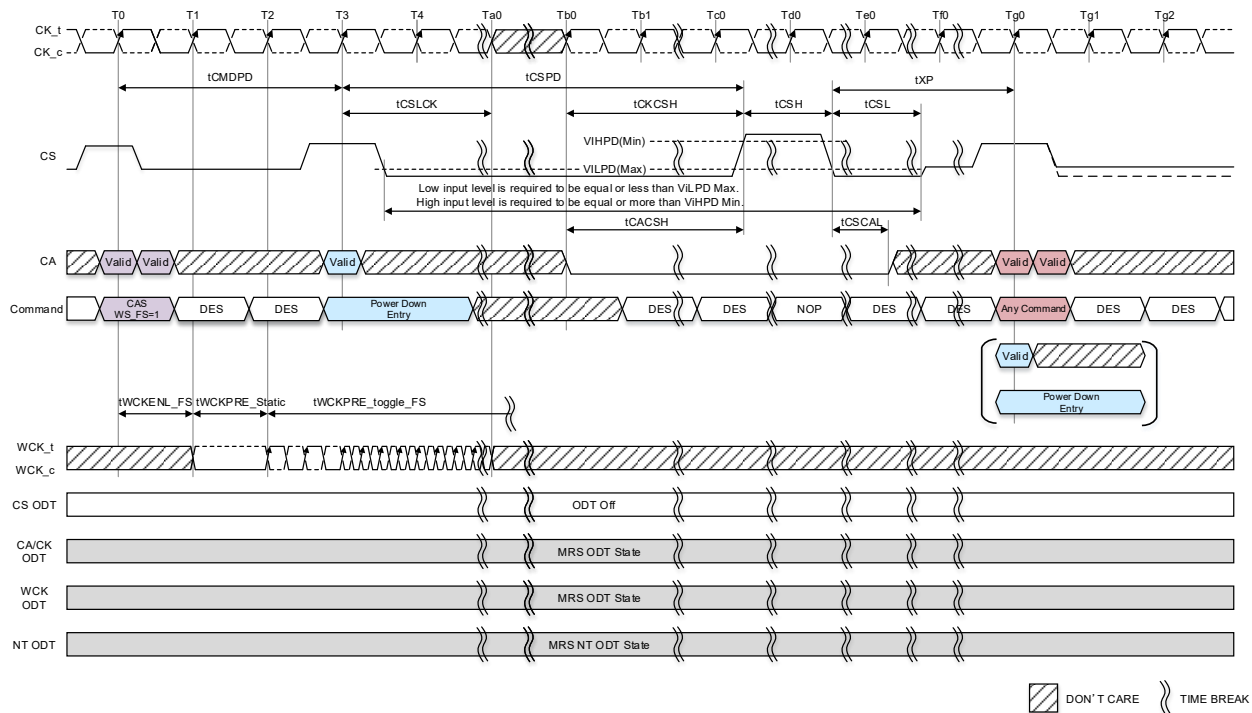 T0 T1 T2 T3 T4 Ta0 Tb0 Tb1 Tc0 Td0 Te0 Tf0 Tg0 Tg1 Tg2
CK_t
CK_c
tCMDPD tCSPD tXP
tCSLCK tCKCSH tCSH tCSL
VIHPD(Min)
CS
VILPD(Max)
Low input level is required to be equal or less than ViLPD Max.
High input level is required to be equal or more than ViHPD Min.
tCACSH tCSCAL
CA Valid Valid Valid Valid Valid
Command CAS WS_FS=1 DES DES Power Down Entry DES DES NOP DES DES Any Command DES DES
Valid
Power Down
Entry
tWCKENL_FS tWCKPRE_Static tWCKPRE_toggle_FS
WCK_t
WCK_c
CS ODT ODT Off
CA/CK
ODT
MRS ODT State
WCK
ODT
MRS ODT State
NT ODT MRS NT ODT State
DON'T CARE TIME BREAK